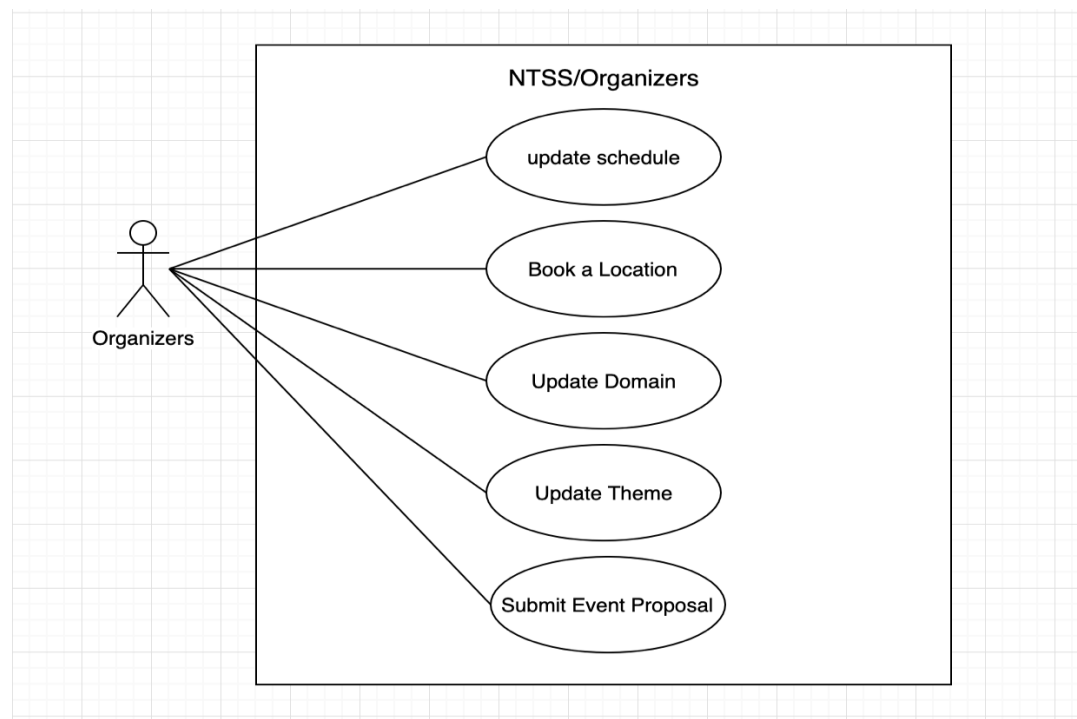 NTSS/Organizers
update schedule
Book a Location
Organizers
Update Domain
Update Theme
Submit Event Proposal